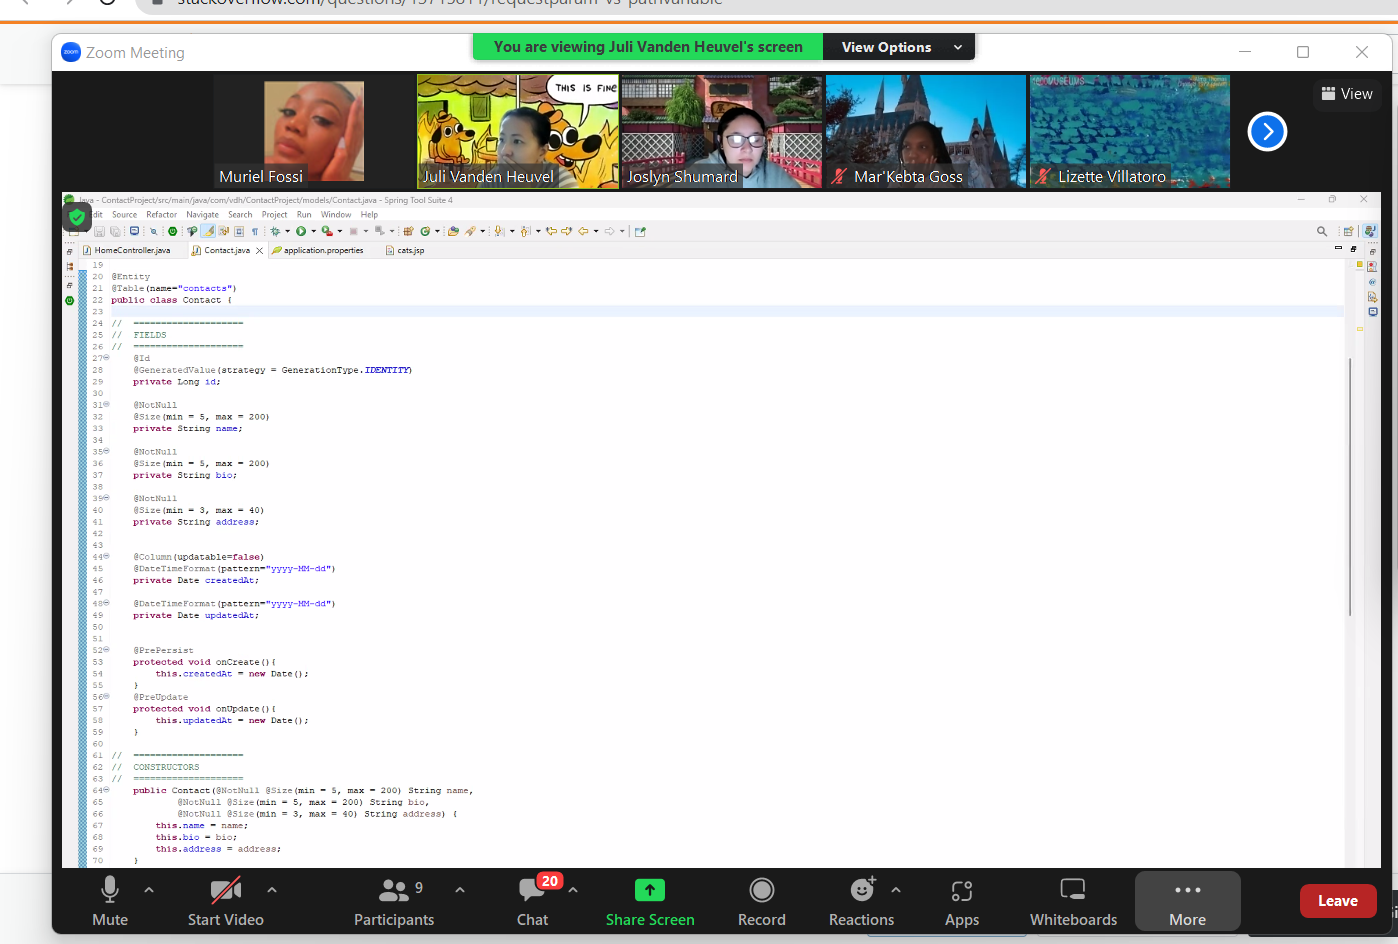 stackoverflow.com/questions/13715811/requestparam-vs-pathvariable
zoom Zoom Meeting
You are viewing Juli Vanden Heuvel's screen
View Options
THIS IS FINE
View
Muriel Fossi
Juli Vanden Heuvel
Joslyn Shumard
Mar'Kebta Goss
Lizette Villatoro
java - ContactProject/src/main/java/com/vdh/ContactProject/models/Contact.java - Spring Tool Suite 4
dit Source Refactor Navigate Search Project Run Window Help
HomeController.java
Contact.java
application.properties
cats.jsp
19
20 @Entity
21 @Table(name="contacts")
22 public class Contact {
23
24 // ====================
25 // FIELDS
26 // ====================
27 @Id
28 @GeneratedValue(strategy = GenerationType.IDENTITY)
29 private Long id;
30
31 @NotNull
32 @Size(min = 5, max = 200)
33 private String name;
34
35 @NotNull
36 @Size(min = 5, max = 200)
37 private String bio;
38
39 @NotNull
40 @Size(min = 3, max = 40)
41 private String address;
42
43
44 @Column(updatable=false)
45 @DateTimeFormat(pattern="yyyy-MM-dd")
46 private Date createdAt;
47
48 @DateTimeFormat(pattern="yyyy-MM-dd")
49 private Date updatedAt;
50
51
52 @PrePersist
53 protected void onCreate(){
54 this.createdAt = new Date();
55 }
56 @PreUpdate
57 protected void onUpdate(){
58 this.updatedAt = new Date();
59 }
60
61 // ====================
62 // CONSTRUCTORS
63 // ====================
64 public Contact(@NotNull @Size(min = 5, max = 200) String name,
65 @NotNull @Size(min = 5, max = 200) String bio,
66 @NotNull @Size(min = 3, max = 40) String address) {
67 this.name = name;
68 this.bio = bio;
69 this.address = address;
70 }
Mute
Start Video
9
Participants
20
Chat
Share Screen
Record
Reactions
Apps
Whiteboards
More
Leave